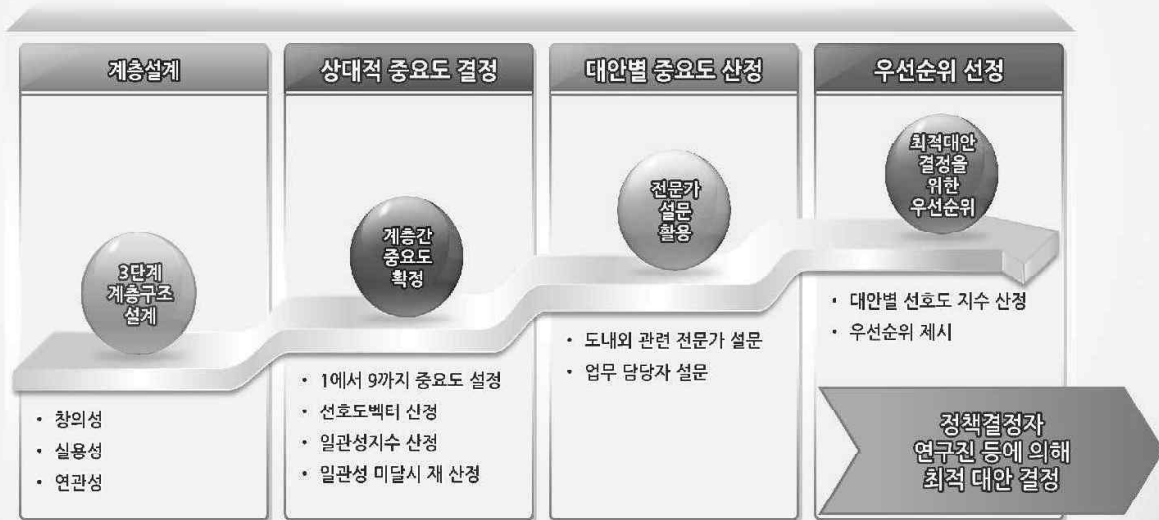 계층설계
3단계
계층구조
설계
• 창의성
• 실용성
• 연관성
상대적 중요도 결정
계층간
중요도
확정
• 1에서 9까지 중요도 설정
• 선호도벡터 산정
• 일관성지수 산정
• 일관성 미달시 재 산정
대안별 중요도 산정
전문가
설문
활용
• 도내외 관련 전문가 설문
• 업무 담당자 설문
우선순위 선정
최적대안
결정을
위한
우선순위
• 대안별 선호도 지수 산정
• 우선순위 제시
정책결정자
연구진 등에 의해
최적 대안 결정